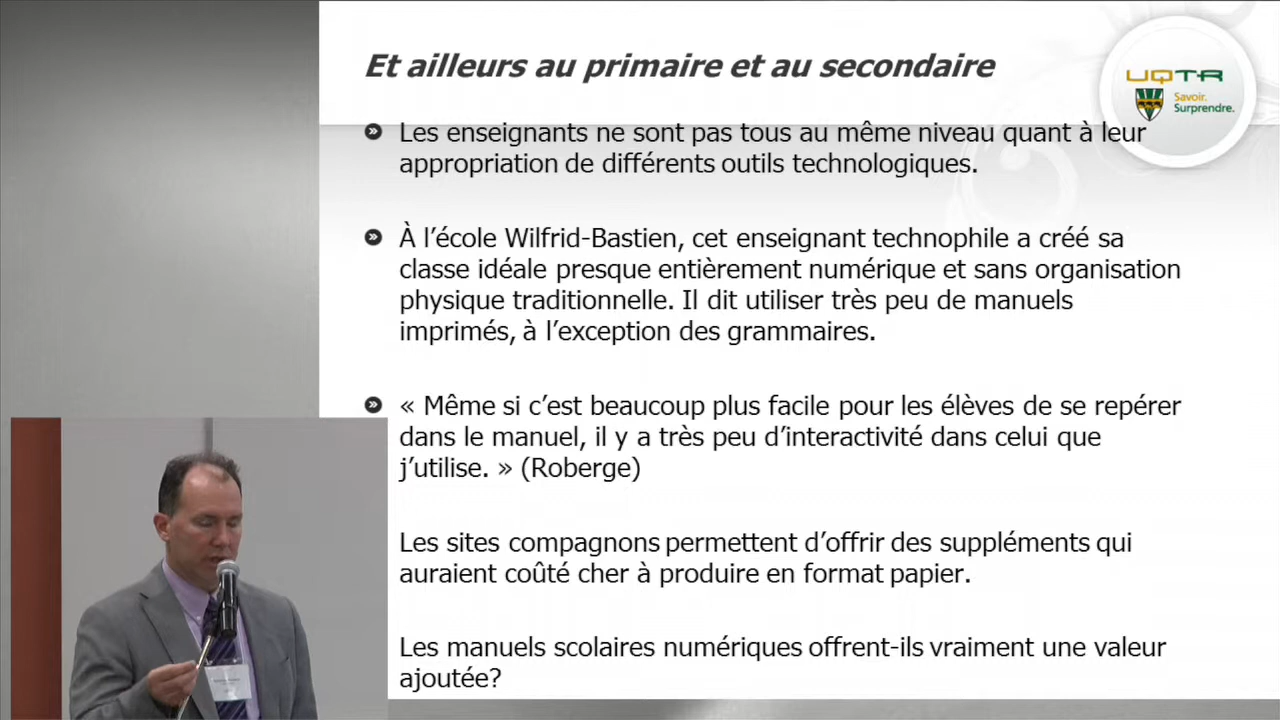 Et ailleurs au primaire et au secondaire
UQTR
Savoir.
Surprendre.
Les enseignants ne sont pas tous au même niveau quant à leur
appropriation de différents outils technologiques.
À l’école Wilfrid-Bastien, cet enseignant technophile a créé sa
classe idéale presque entièrement numérique et sans organisation
physique traditionnelle. Il dit utiliser très peu de manuels
imprimés, à l’exception des grammaires.
« Même si c’est beaucoup plus facile pour les élèves de se repérer
dans le manuel, il y a très peu d’interactivité dans celui que
j’utilise. » (Roberge)
Les sites compagnons permettent d’offrir des suppléments qui
auraient coûté cher à produire en format papier.
Les manuels scolaires numériques offrent-ils vraiment une valeur
ajoutée?